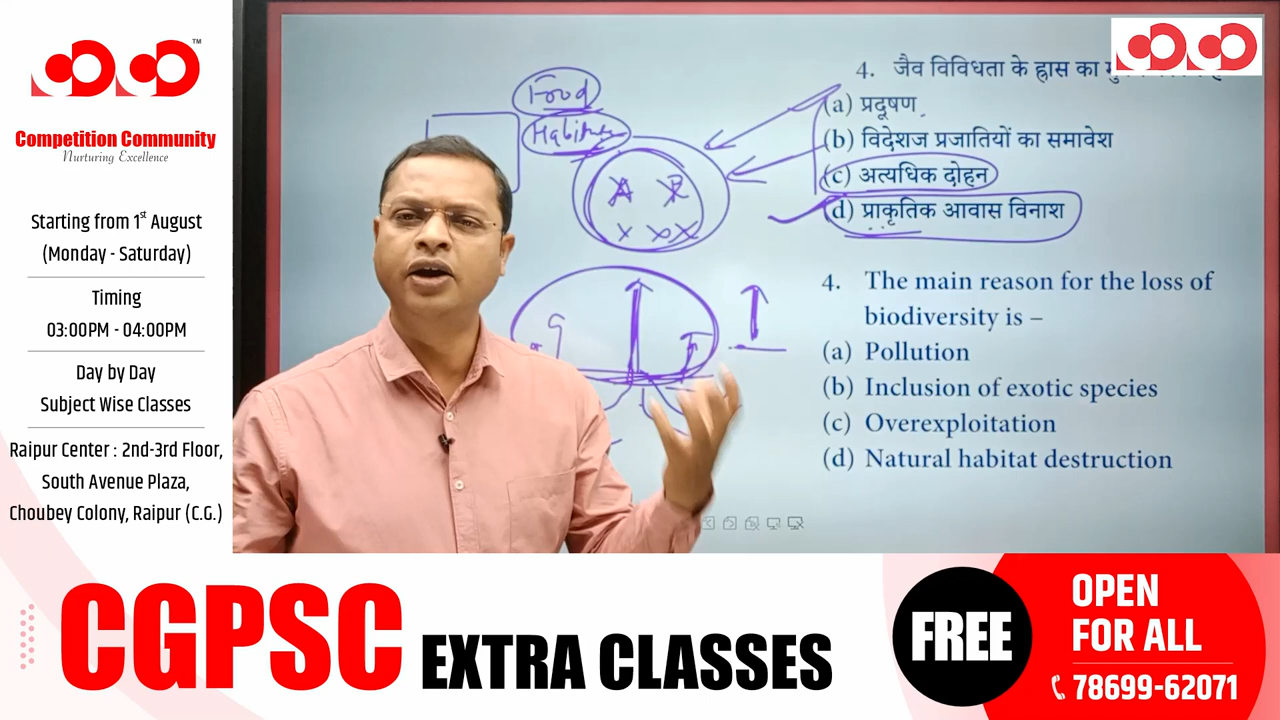 TM
Competition Community
Nurturing Excellence
Starting from 1st August
(Monday - Saturday)
Timing
03:00PM - 04:00PM
Day by Day
Subject Wise Classes
Raipur Center : 2nd-3rd Floor,
South Avenue Plaza,
Choubey Colony, Raipur (C.G.)
Food
A
R
G
4. जैव विविधता के ह्रास का
(a) प्रदूषण
(b) विदेशज प्रजातियों का समावेश
(c) अत्यधिक दोहन
(d) प्राकृतिक आवास विनाश
4. The main reason for the loss of
biodiversity is –
(a) Pollution
(b) Inclusion of exotic species
(c) Overexploitation
(d) Natural habitat destruction
CGPSC EXTRA CLASSES
FREE
OPEN
FOR ALL
78699-62071